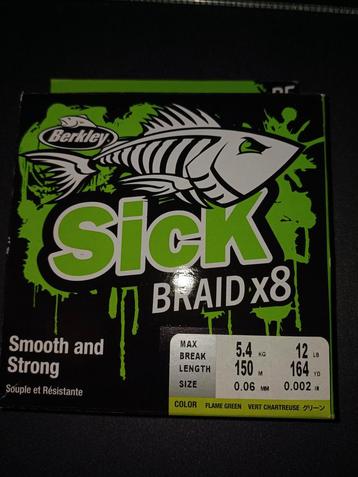 Berkley
Sick
BRAID x8
Smooth and
Strong
Souple et Résistante
MAX
BREAK 5.4 KG 12 LB
LENGTH 150 M 164 YD
SIZE 0.06 MM 0.002 IN
COLOR FLAME GREEN VERT CHARTREUSE グリーン